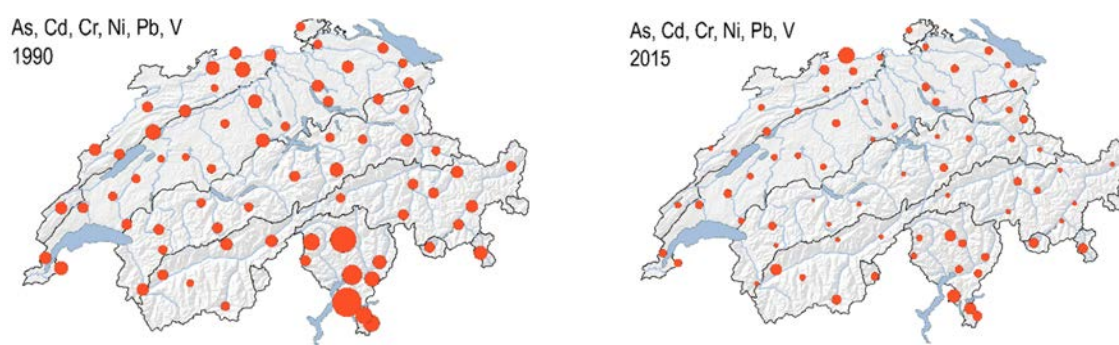 As, Cd, Cr, Ni, Pb, V
1990
As, Cd, Cr, Ni, Pb, V
2015